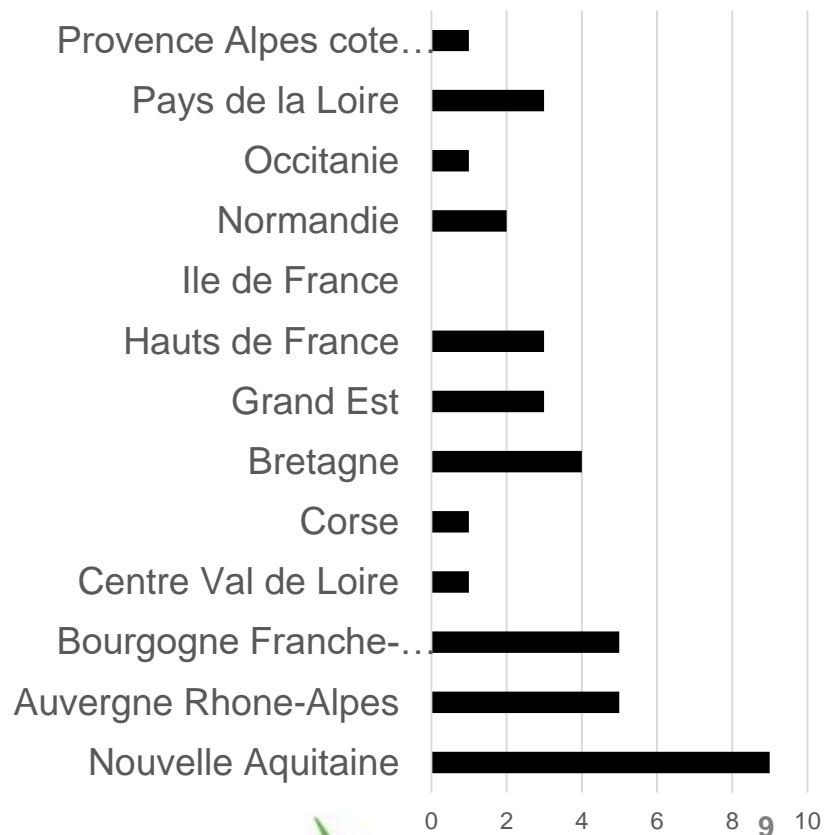 Provence Alpes cote…
Pays de la Loire
Occitanie
Normandie
Ile de France
Hauts de France
Grand Est
Bretagne
Corse
Centre Val de Loire
Bourgogne Franche-…
Auvergne Rhone-Alpes
Nouvelle Aquitaine
0 2 4 6 8 10
9